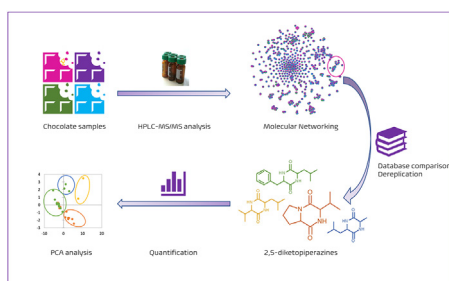 Chocolate samples
HPLC-MS/MS analysis
Molecular Networking
Database comparison
Dereplication
PCA analysis
Quantification
2,5-diketopiperazines